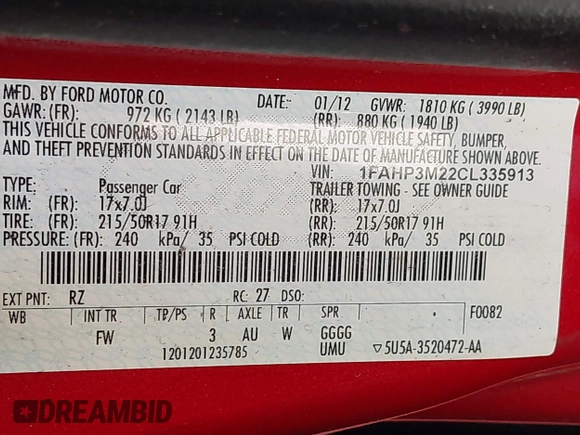 MFD. BY FORD MOTOR CO. DATE: 01/12 GVWR: 1810 KG ( 3990 LB)
GAWR: (FR): 972 KG ( 2143 LB) (RR): 880 KG ( 1940 LB)
THIS VEHICLE CONFORMS TO ALL APPLICABLE FEDERAL MOTOR VEHICLE SAFETY, BUMPER,
AND THEFT PREVENTION STANDARDS IN EFFECT ON THE DATE OF MANUFACTURE SHOWN ABOVE.
VIN: 1FAHP3M22CL335913
TYPE: Passenger Car TRAILER TOWING - SEE OWNER GUIDE
RIM: (FR): 17x7.0J (RR): 17x7.0J
TIRE: (FR): 215/50R17 91H (RR): 215/50R17 91H
PRESSURE: (FR): 240 kPa/ 35 PSI COLD (RR): 240 kPa/ 35 PSI COLD
EXT PNT: RZ RC: 27 DSO:
WB INT TR TP/PS R AXLE TR SPR F0082
FW 3 AU W GGGG
UMU
1201201235785 ▽5U5A-3520472-AA
DREAMBID